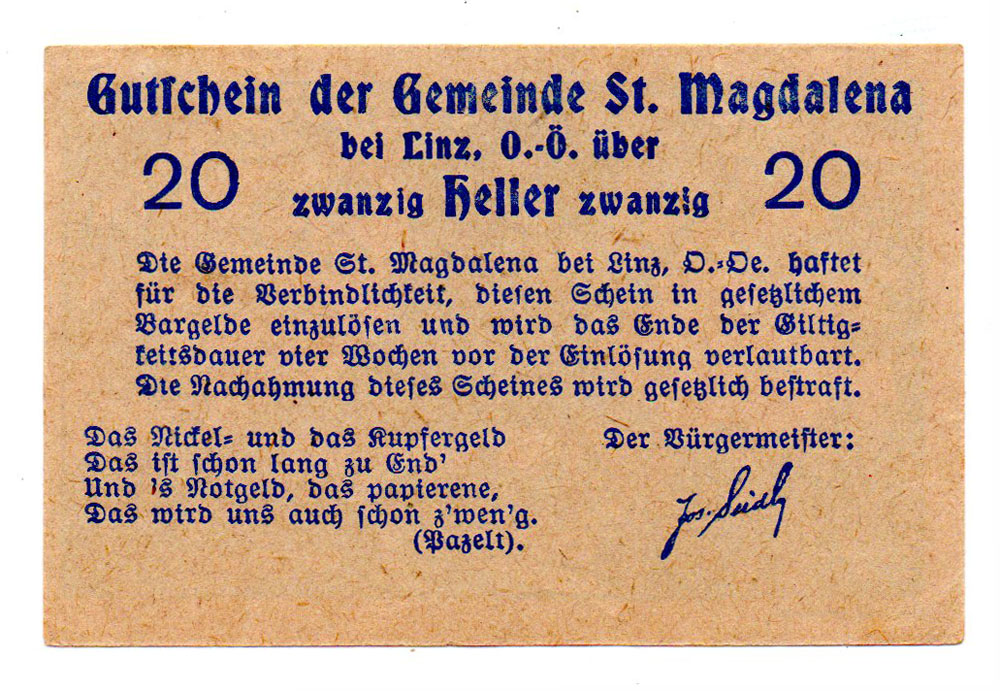 Gutschein der Gemeinde St. Magdalena
bei Linz, O.-Ö. über
20 zwanzig Heller zwanzig 20
Die Gemeinde St. Magdalena bei Linz, O.-Oe. haftet
für die Verbindlichkeit, diesen Schein in gesetzlichem
Bargelde einzulösen und wird das Ende der Giltig-
keitsdauer vier Wochen vor der Einlösung verlautbart.
Die Nachahmung dieses Scheines wird gesetzlich bestraft.
Das Nickel- und das Kupfergeld
Das ist schon lang zu End'
Und 's Notgeld, das papierene,
Das wird uns auch schon z'wen'g.
(Pazelt).
Der Bürgermeister:
Jos. Seidl